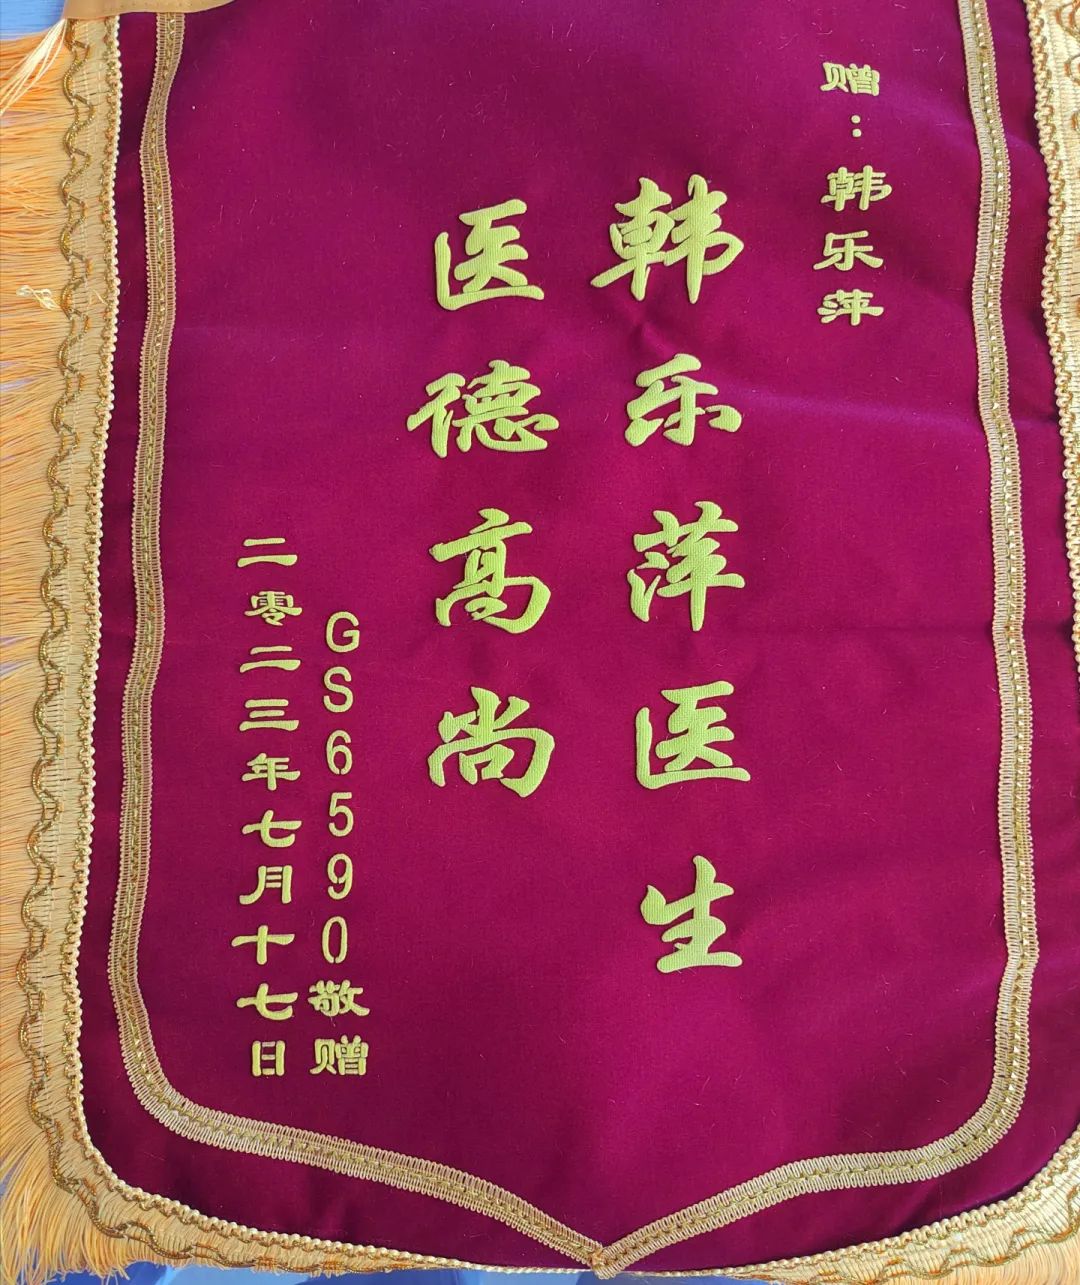 赠：韩乐萍
韩乐萍医生
医德高尚
GS6590敬赠
二零二三年七月十七日